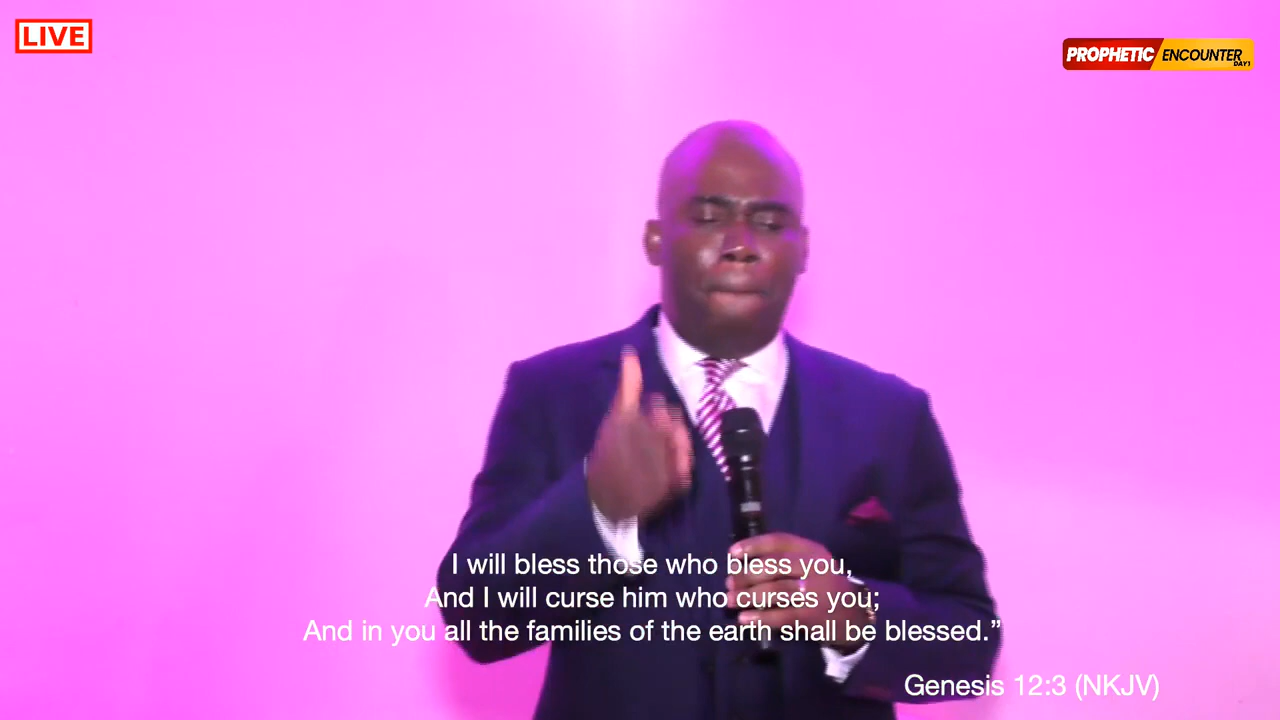 LIVE
PROPHETIC ENCOUNTER
DAY1
I will bless those who bless you,
And I will curse him who curses you;
And in you all the families of the earth shall be blessed.”
Genesis 12:3 (NKJV)